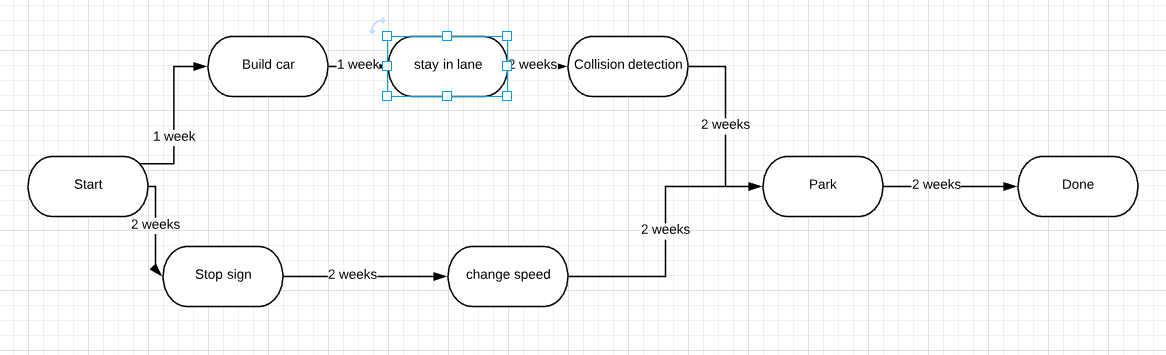 Build car
1 week
stay in lane
2 weeks
Collision detection
1 week
2 weeks
Start
Park
2 weeks
Done
2 weeks
2 weeks
Stop sign
2 weeks
change speed